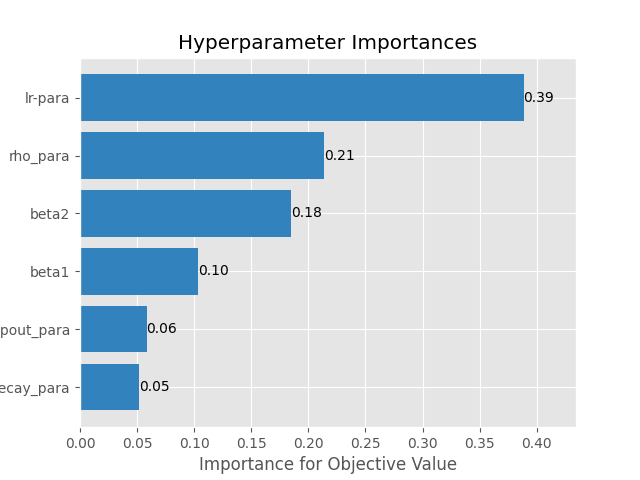 Hyperparameter Importances
lr-para
0.39
rho_para
0.21
beta2
0.18
beta1
0.10
pout_para
0.06
ecay_para
0.05
0.00 0.05 0.10 0.15 0.20 0.25 0.30 0.35 0.40
Importance for Objective Value